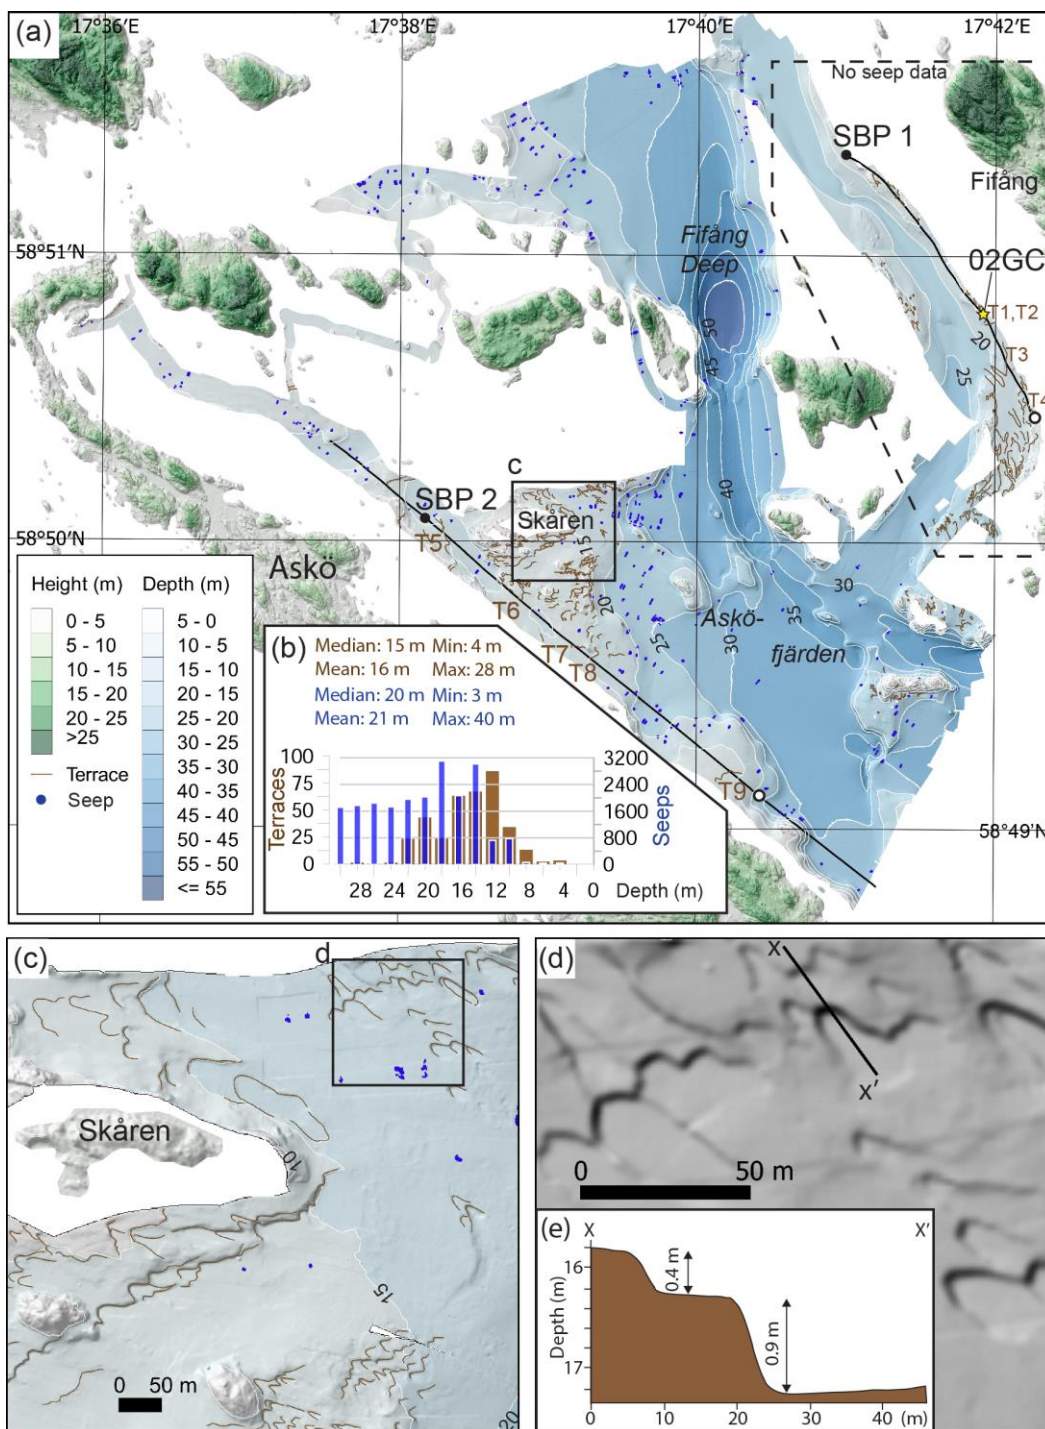 (a)
17°36´E
17°38´E
17°40´E
17°42´E
No seep data
SBP 1
Fifång
58°51´N
Fifång
Deep
02GC
T1,T2
20
T3
25
T4
50
45
40
c
SBP 2
Skåren
15
T5
58°50´N
Askö
T6
20
T7
T8
25
30
Askö-
fjärden
35
30
T9
58°49´N
Height (m)
Depth (m)
0 - 5
5 - 0
5 - 10
10 - 5
10 - 15
15 - 10
15 - 20
20 - 15
20 - 25
25 - 20
>25
30 - 25
35 - 30
40 - 35
45 - 40
50 - 45
55 - 50
<= 55
Terrace
Seep
(b)
Median: 15 m Min: 4 m
Mean: 16 m Max: 28 m
Median: 20 m Min: 3 m
Mean: 21 m Max: 40 m
Terraces
100
75
50
25
0
3200
2400
1600
800
0
Seeps
28 24 20 16 12 8 4 0 Depth (m)
(c)
d
Skåren
10
15
20
0 50 m
(d)
X
X'
0 50 m
(e)
X X'
Depth (m)
16
17
0.4 m
0.9 m
0 10 20 30 40 (m)